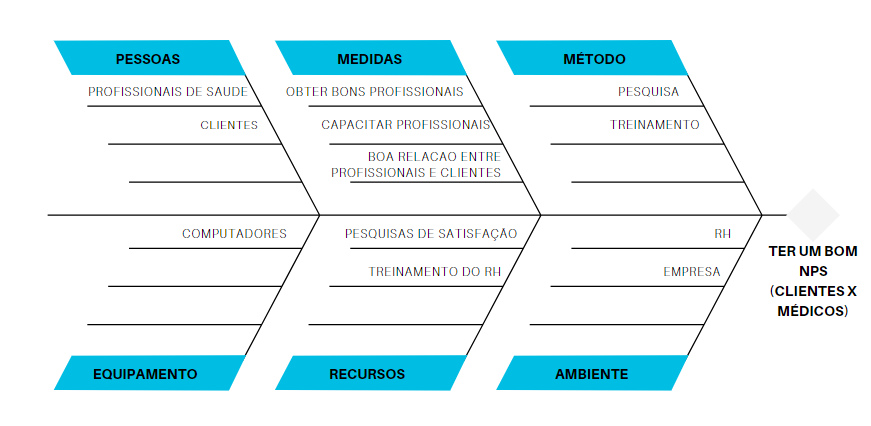 PESSOAS
MEDIDAS
MÉTODO
PROFISSIONAIS DE SAUDE
OBTER BONS PROFISSIONAIS
PESQUISA
CLIENTES
CAPACITAR PROFISSIONAIS
TREINAMENTO
BOA RELACAO ENTRE
PROFISSIONAIS E CLIENTES
COMPUTADORES
PESQUISAS DE SATISFAÇÃO
RH
TREINAMENTO DO RH
EMPRESA
TER UM BOM
NPS
(CLIENTES X
MÉDICOS)
EQUIPAMENTO
RECURSOS
AMBIENTE